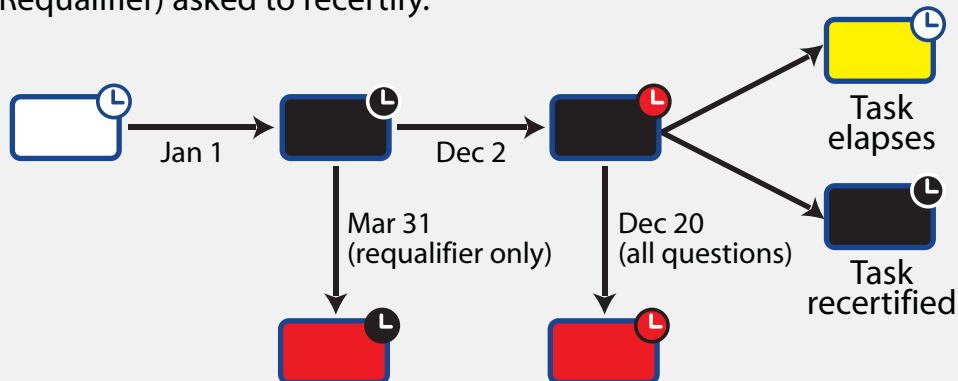 Requalifier) asked to recertify.
Jan 1
Dec 2
Task
elapses
Mar 31
(requalifier only)
Dec 20
(all questions)
Task
recertified